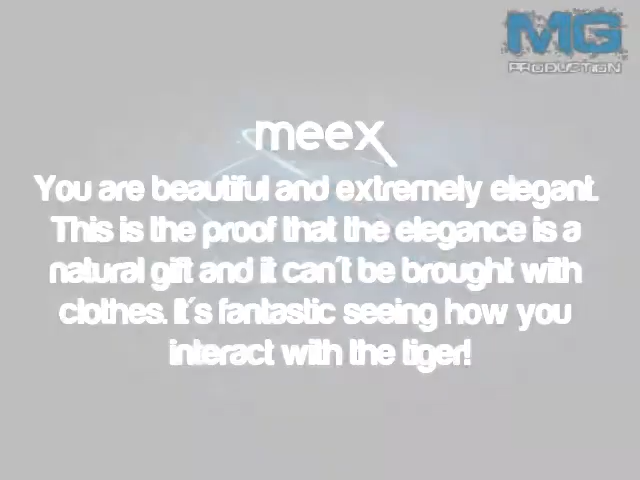 MG
PRODUCTION
meex
You are beautiful and extremely elegant.
This is the proof that the elegance is a
natural gift and it can´t be brought with
clothes. It´s fantastic seeing how you
interact with the tiger!